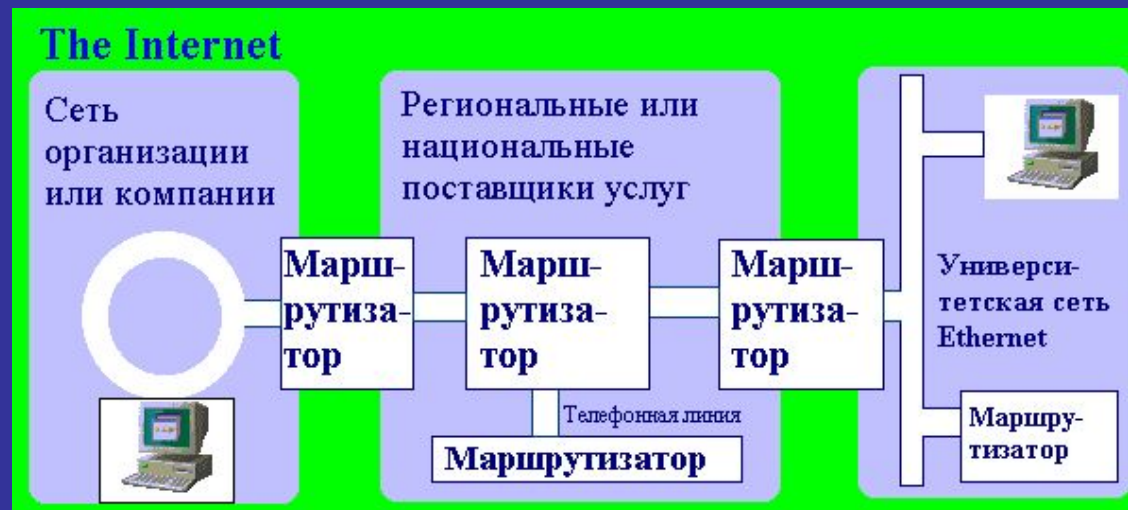 The Internet
Сеть
организации
или компании
Региональные или
национальные
поставщики услуг
Марш-
рутиза-
тор
Марш-
рутиза-
тор
Марш-
рутиза-
тор
Телефонная линия
Маршрутизатор
Универси-
тетская сеть
Ethernet
Маршру-
тизатор